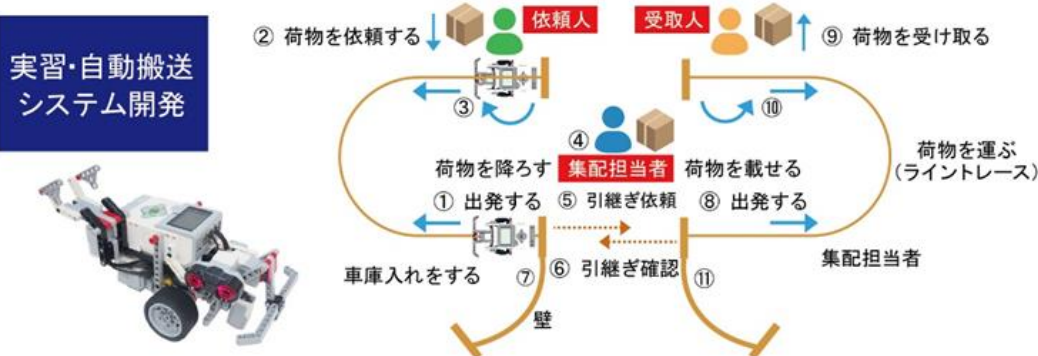 実習・自動搬送
システム開発
② 荷物を依頼する
依頼人
受取人
⑨ 荷物を受け取る
③
⑩
④
荷物を降ろす
集配担当者
荷物を載せる
荷物を運ぶ
(ライントレース)
① 出発する
⑤ 引継ぎ依頼
⑧ 出発する
車庫入れをする
⑦
⑥ 引継ぎ確認
⑪
集配担当者
壁